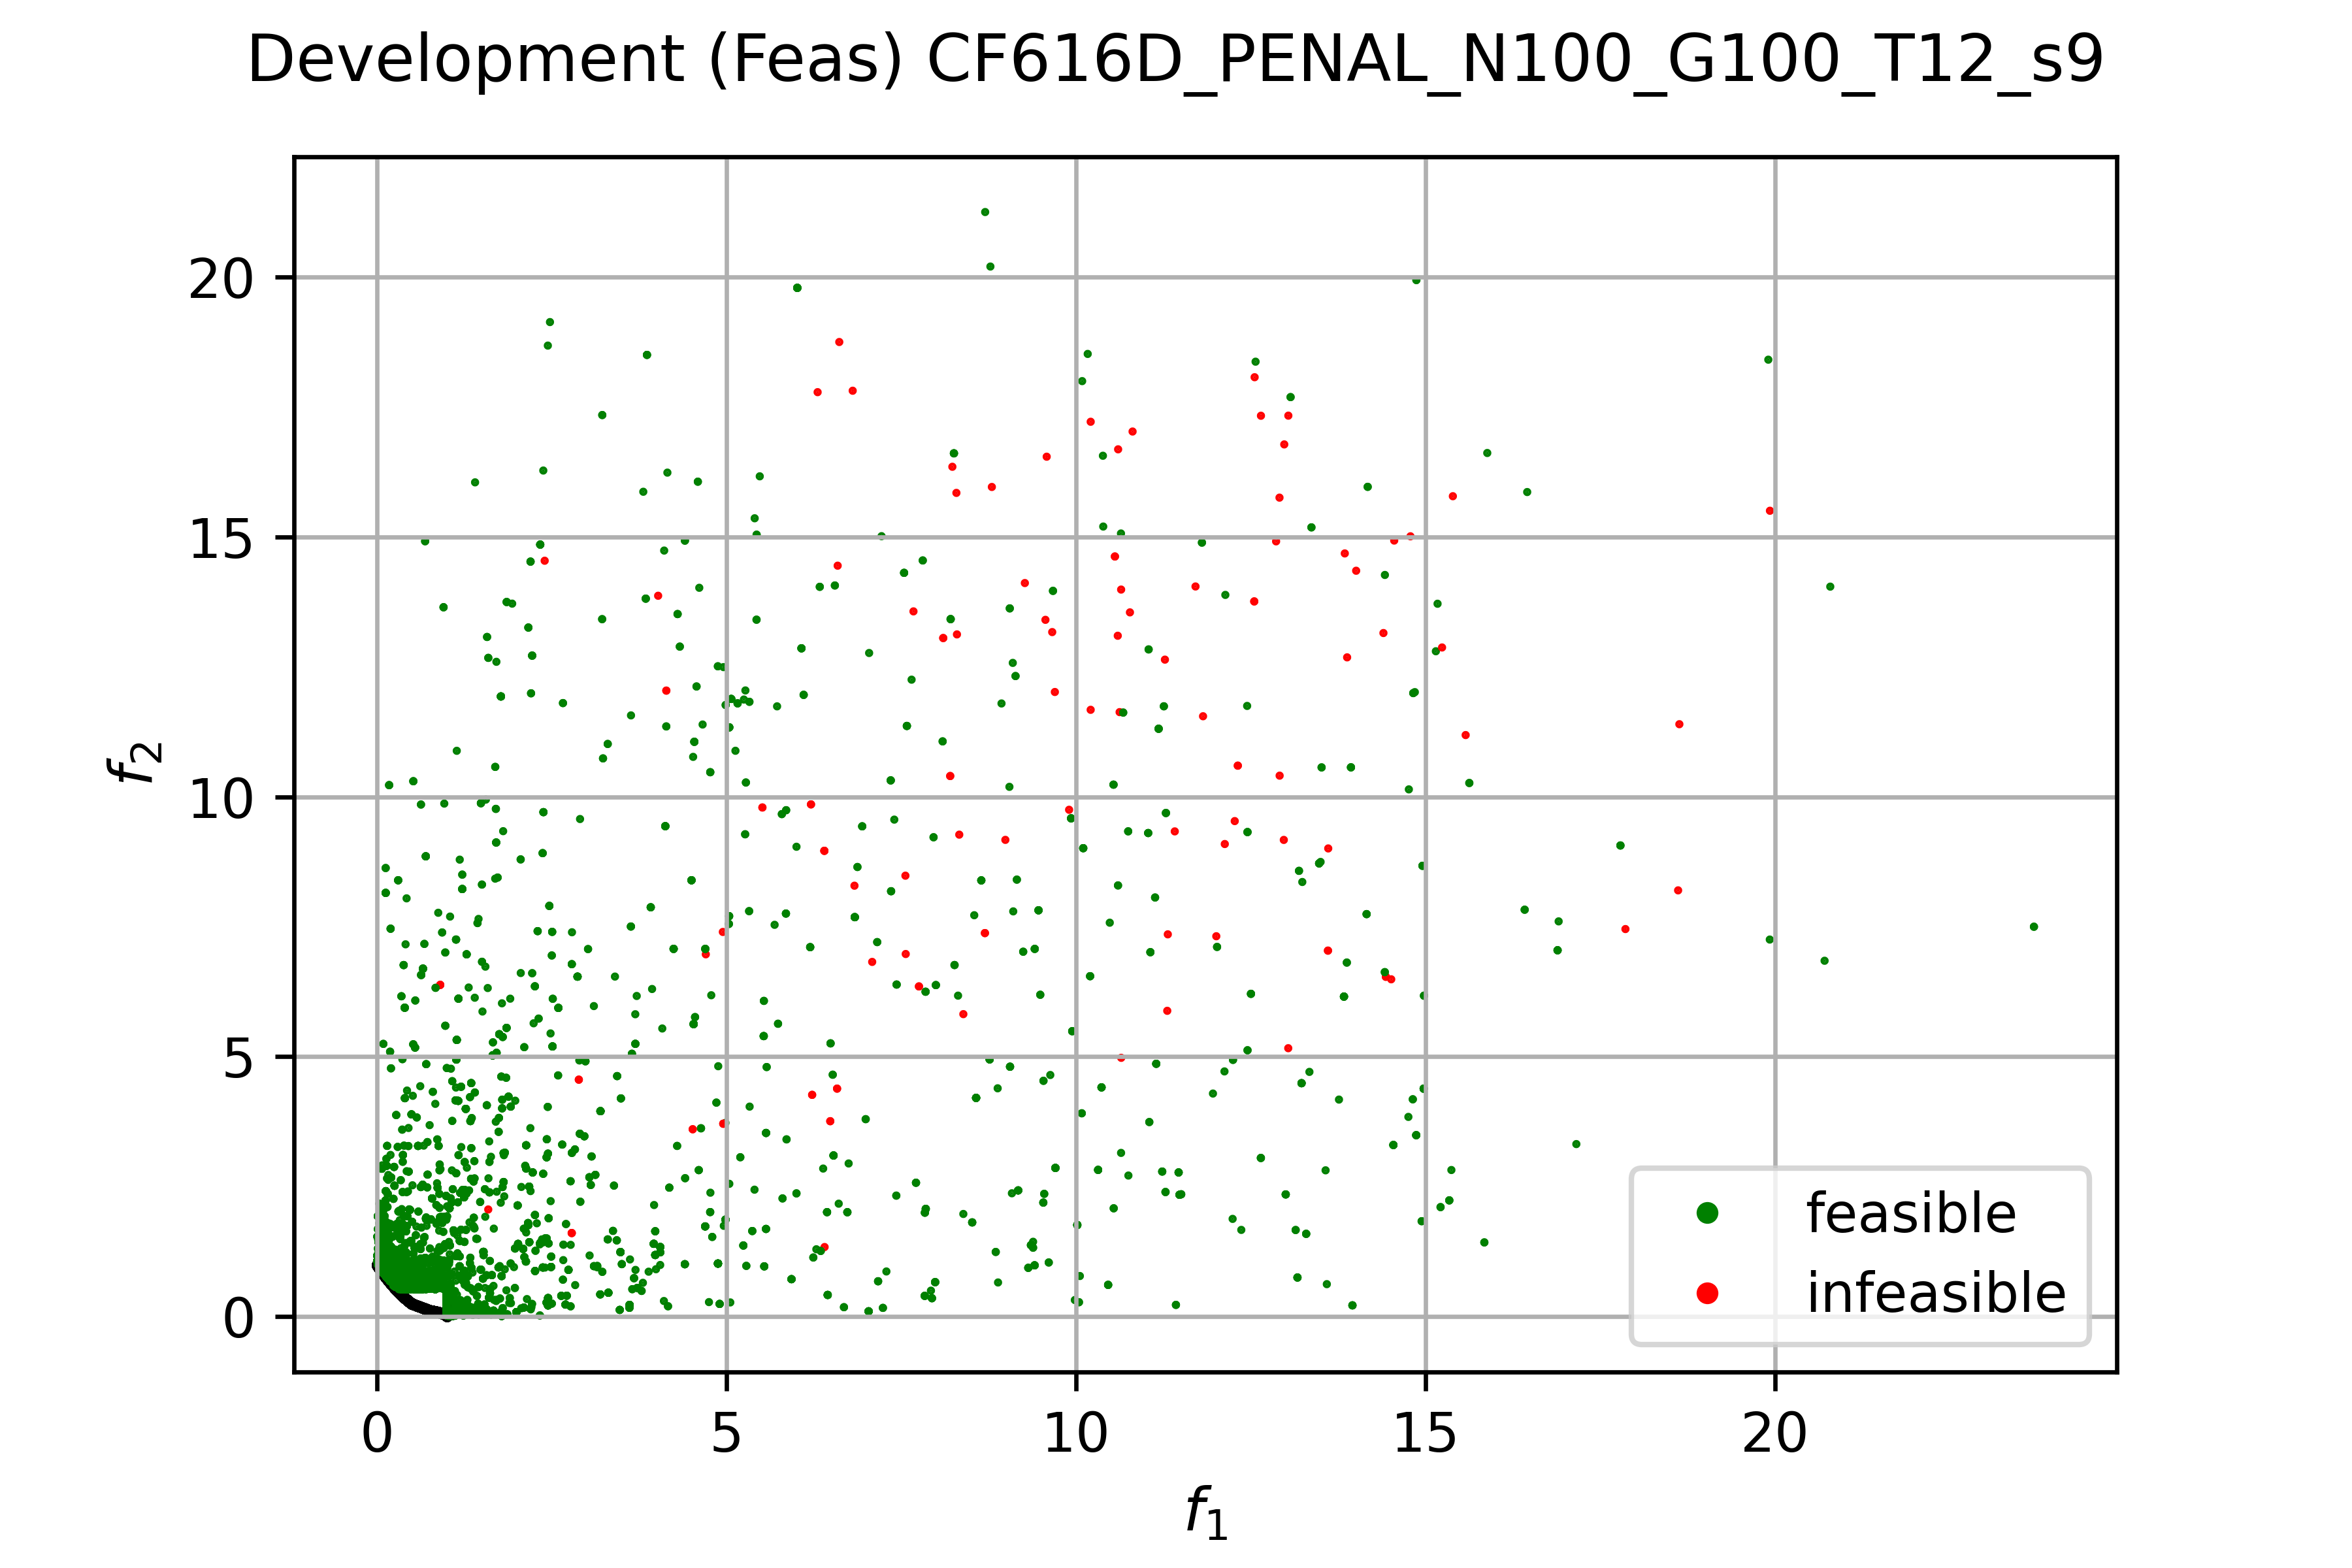 Development (Feas) CF616D_PENAL_N100_G100_T12_s9
20
15
10
5
0
f2
0 5 10 15 20
f1
feasible
infeasible